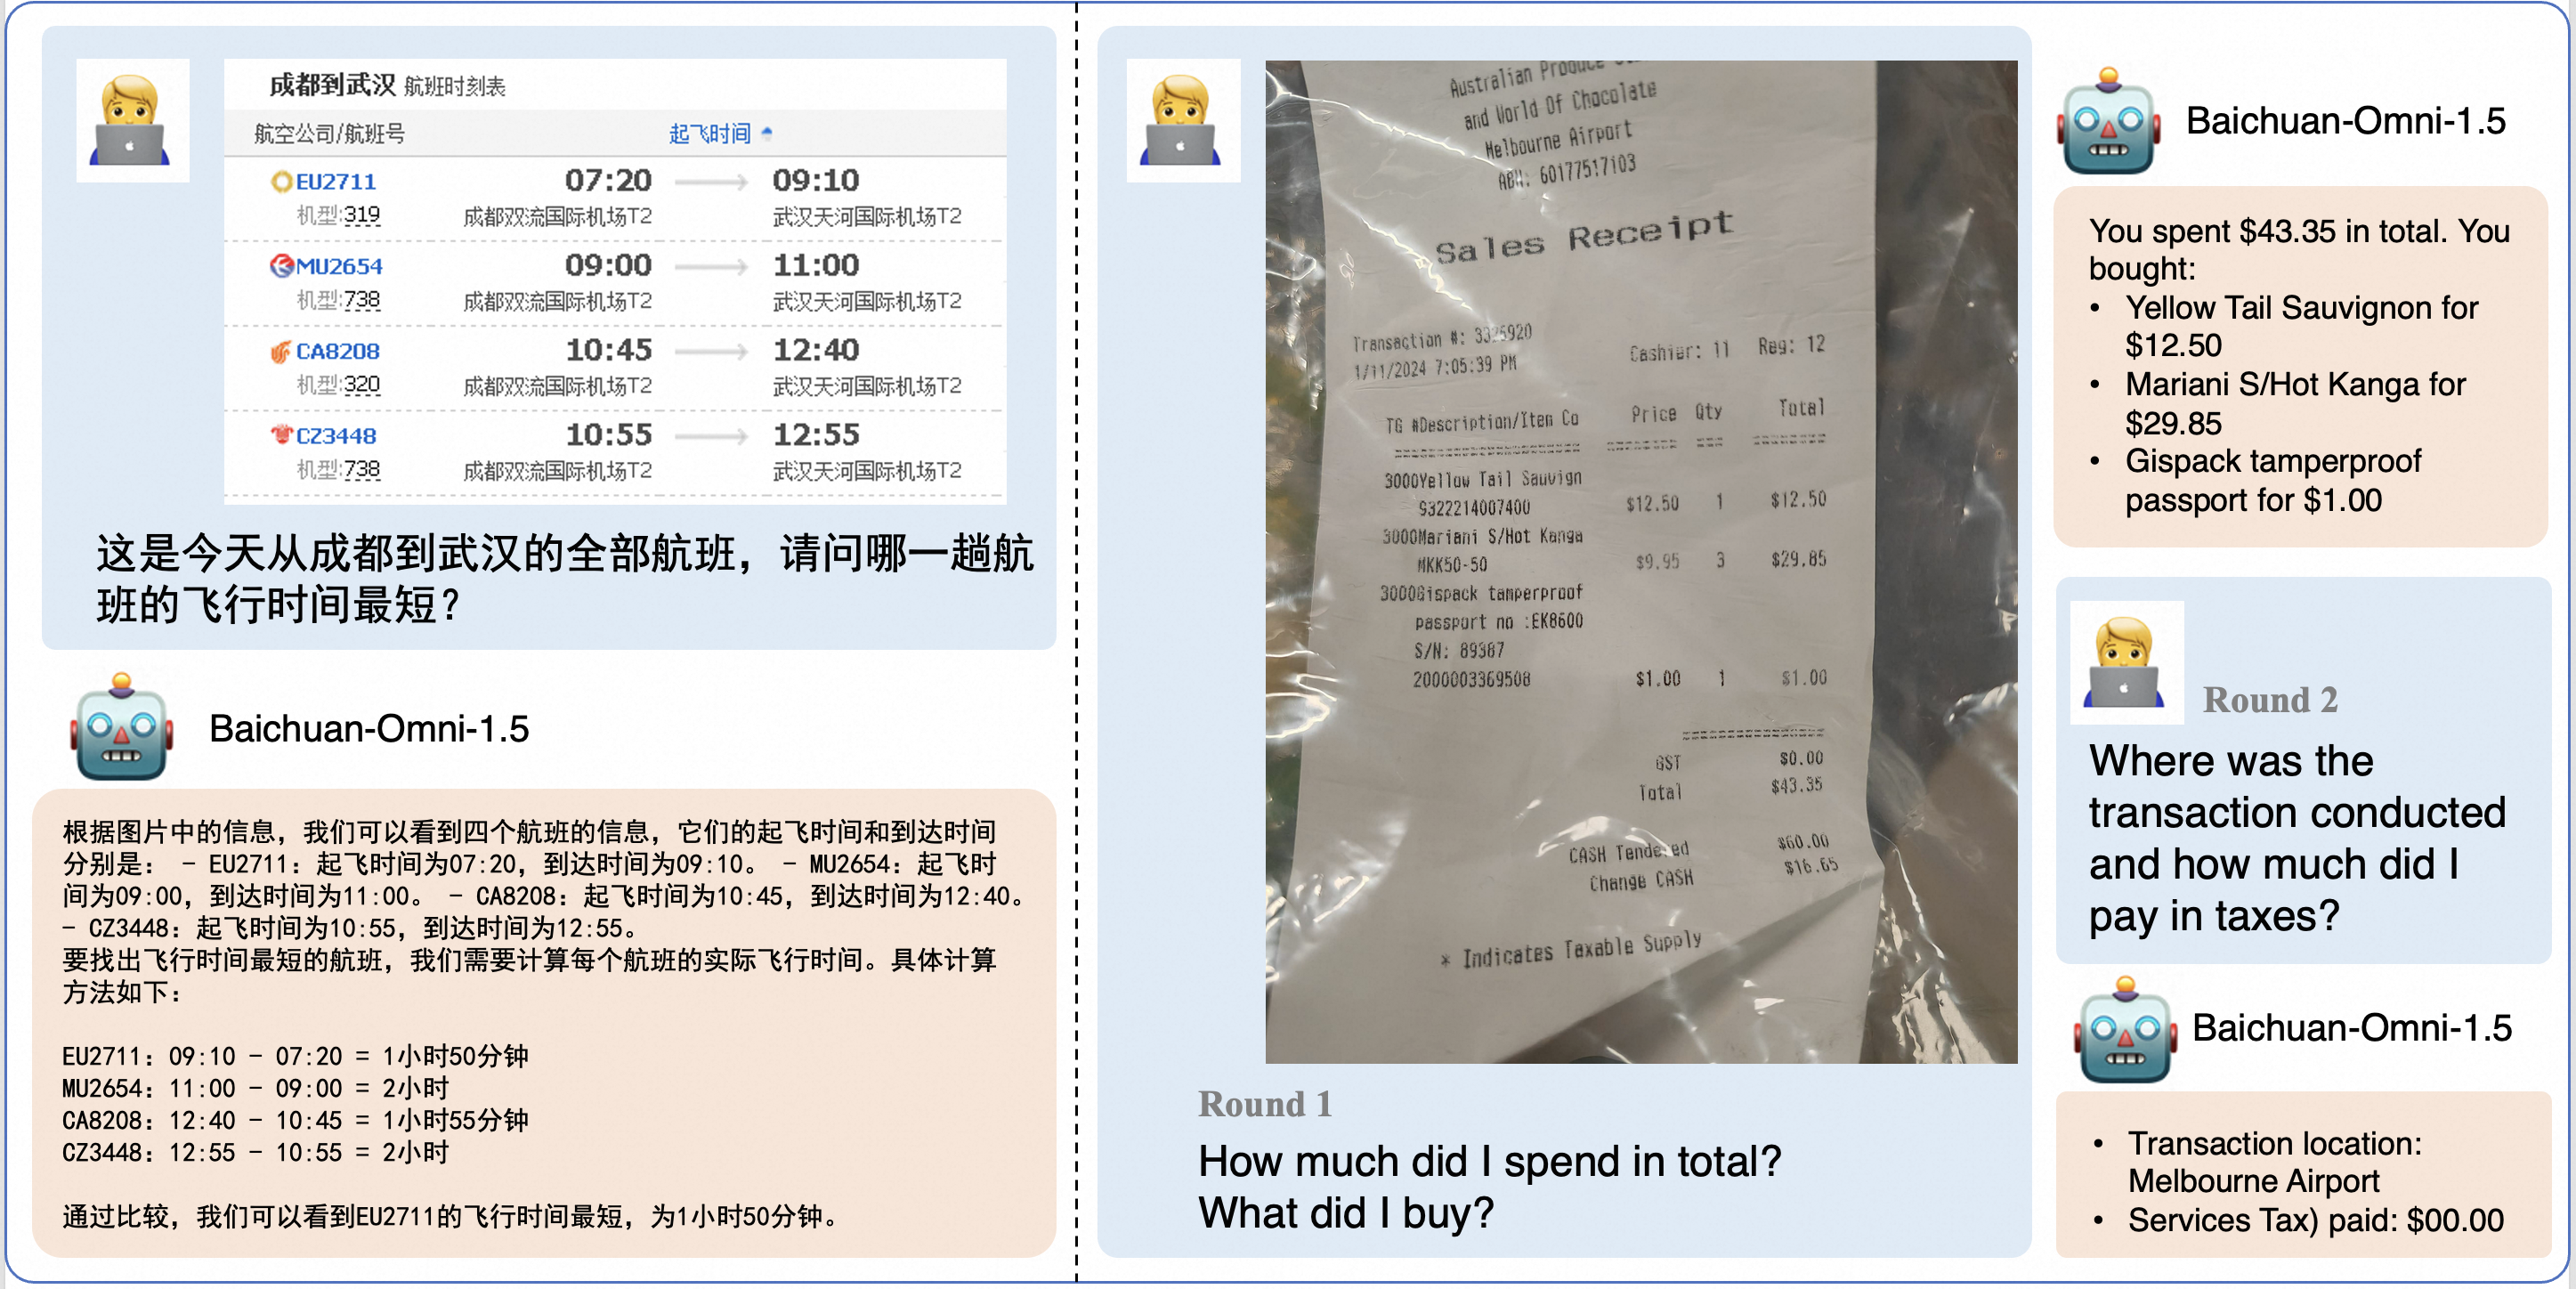 成都到武汉 航班时刻表
航空公司/航班号 起飞时间
EU2711 07:20 09:10
机型:319 成都双流国际机场T2 武汉天河国际机场T2
MU2654 09:00 11:00
机型:738 成都双流国际机场T2 武汉天河国际机场T2
CA8208 10:45 12:40
机型:320 成都双流国际机场T2 武汉天河国际机场T2
CZ3448 10:55 12:55
机型:738 成都双流国际机场T2 武汉天河国际机场T2
这是今天从成都到武汉的全部航班，请问哪一趟航
班的飞行时间最短？
Baichuan-Omni-1.5
根据图片中的信息，我们可以看到四个航班的信息，它们的起飞时间和到达时间
分别是： - EU2711：起飞时间为07:20，到达时间为09:10。 - MU2654：起飞时
间为09:00，到达时间为11:00。 - CA8208：起飞时间为10:45，到达时间为12:40。
- CZ3448：起飞时间为10:55，到达时间为12:55。
要找出飞行时间最短的航班，我们需要计算每个航班的实际飞行时间。具体计算
方法如下：
EU2711：09:10 - 07:20 = 1小时50分钟
MU2654：11:00 - 09:00 = 2小时
CA8208：12:40 - 10:45 = 1小时55分钟
CZ3448：12:55 - 10:55 = 2小时
通过比较，我们可以看到EU2711的飞行时间最短，为1小时50分钟。
Australian Produce
and World Of Chocolate
Melbourne Airport
ABN: 60177517103
Sales Receipt
Transaction #: 3326920
1/11/2024 7:05:39 PM Cashier: 11 Reg: 12
TG #Description/Item Co Price Qty Total
3000Yellow Tail Sauvign
9322214007400 $12.50 1 $12.50
3000Mariani S/Hot Kanga
MKK50-50 $9.95 3 $29.85
3000Gispack tamperproof
passport no :EK8600
S/N: 89387
2000003369508 $1.00 1 $1.00
GST $0.00
Total $43.35
CASH Tendered $60.00
Change CASH $16.65
* Indicates Taxable Supply
Round 1
How much did I spend in total?
What did I buy?
Baichuan-Omni-1.5
You spent $43.35 in total. You
bought:
• Yellow Tail Sauvignon for
$12.50
• Mariani S/Hot Kanga for
$29.85
• Gispack tamperproof
passport for $1.00
Round 2
Where was the
transaction conducted
and how much did I
pay in taxes?
Baichuan-Omni-1.5
• Transaction location:
Melbourne Airport
• Services Tax) paid: $00.00